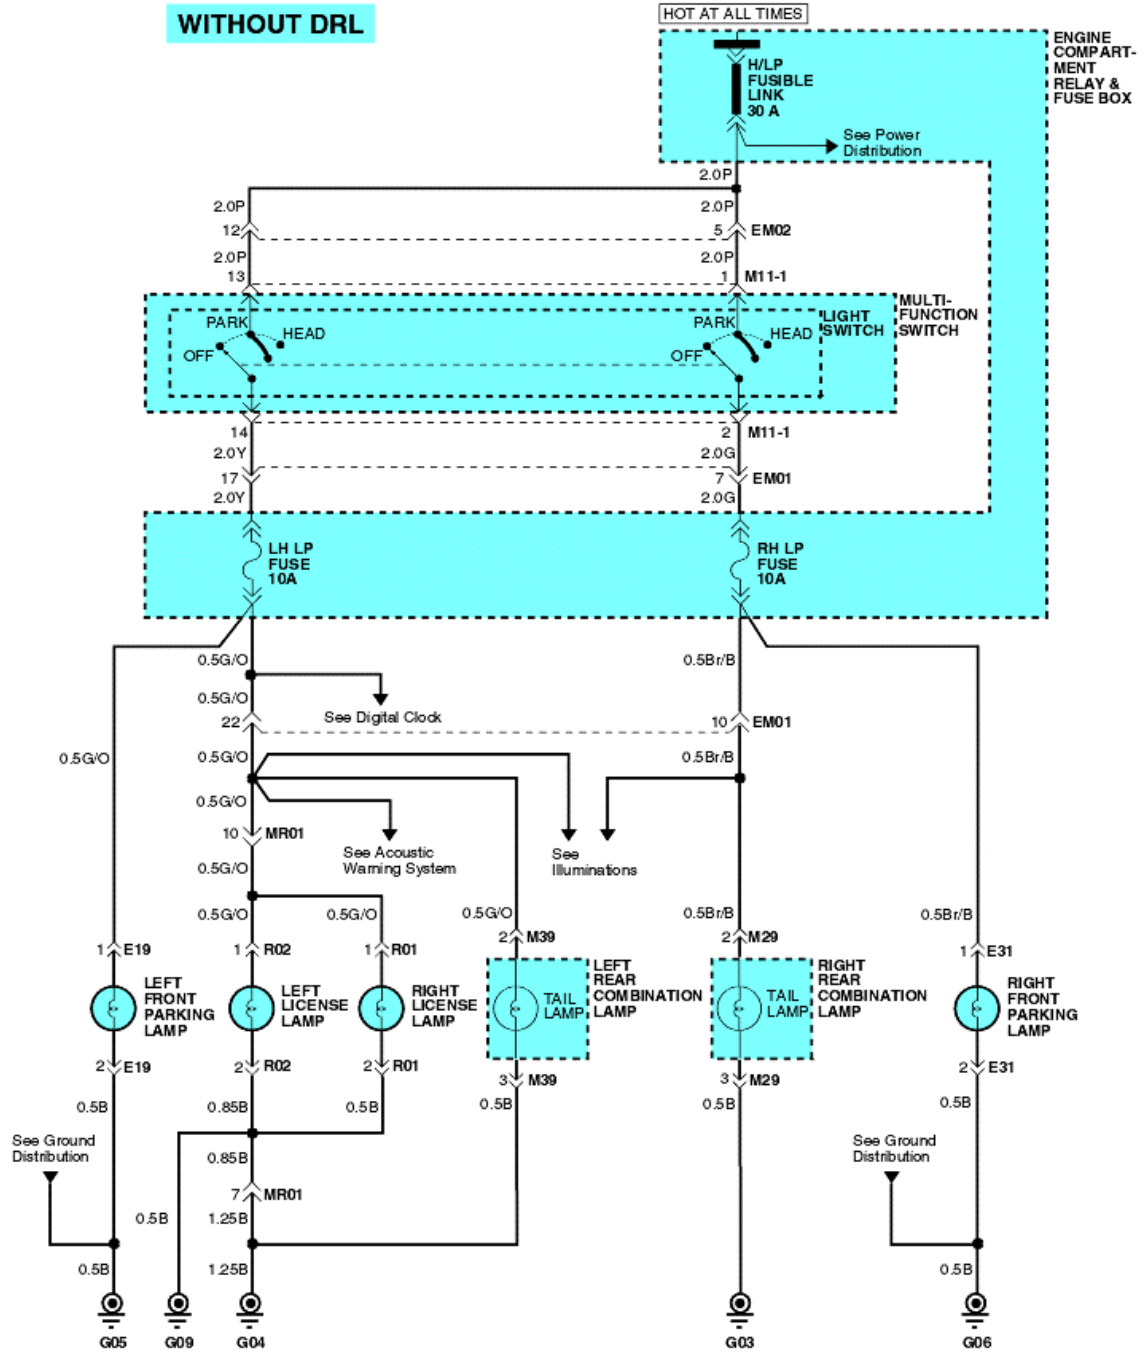 WITHOUT DRL
HOT AT ALL TIMES
ENGINE
COMPART-
MENT
RELAY &
FUSE BOX
H/LP
FUSIBLE
LINK
30 A
See Power
Distribution
2.0P
2.0P 2.0P
12 5 EM02
2.0P 2.0P
13 1 M11-1
MULTI-
FUNCTION
SWITCH
LIGHT
SWITCH
PARK HEAD OFF
PARK HEAD OFF
14 2 M11-1
2.0Y 2.0G
17 7 EM01
2.0Y 2.0G
LH LP
FUSE
10A
RH LP
FUSE
10A
0.5G/O 0.5Br/B
0.5G/O
See Digital Clock
22 10 EM01
0.5G/O 0.5G/O 0.5Br/B
0.5G/O
10 MR01
See Acoustic
Warning System
See
Illuminations
0.5G/O
0.5G/O 0.5G/O 0.5G/O 0.5Br/B 0.5Br/B
1 E19 1 R02 1 R01 2 M39 2 M29 1 E31
LEFT
FRONT
PARKING
LAMP
LEFT
LICENSE
LAMP
RIGHT
LICENSE
LAMP
TAIL
LAMP
LEFT
REAR
COMBINATION
LAMP
TAIL
LAMP
RIGHT
REAR
COMBINATION
LAMP
RIGHT
FRONT
PARKING
LAMP
2 E19 2 R02 2 R01 3 M39 3 M29 2 E31
0.5B 0.85B 0.5B 0.5B 0.5B 0.5B
See Ground
Distribution
See Ground
Distribution
0.85B
7 MR01
0.5B 1.25B
0.5B 1.25B 0.5B
G05 G09 G04 G03 G06